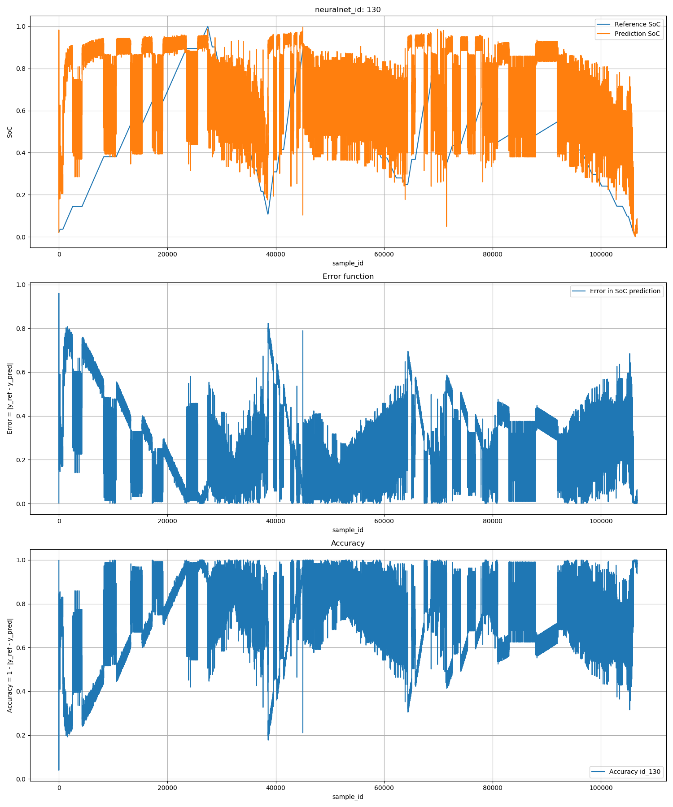 neuralnet_id: 130
Reference SoC
Prediction SoC
SoC
1.0
0.8
0.6
0.4
0.2
0.0
0 20000 40000 60000 80000 100000
sample_id
Error function
Error in SoC prediction
Error = |y_ref - y_pred|
1.0
0.8
0.6
0.4
0.2
0.0
0 20000 40000 60000 80000 100000
sample_id
Accuracy
Accuracy = 1 - |y_ref - y_pred|
1.0
0.8
0.6
0.4
0.2
0.0
Accuracy id_130
0 20000 40000 60000 80000 100000
sample_id